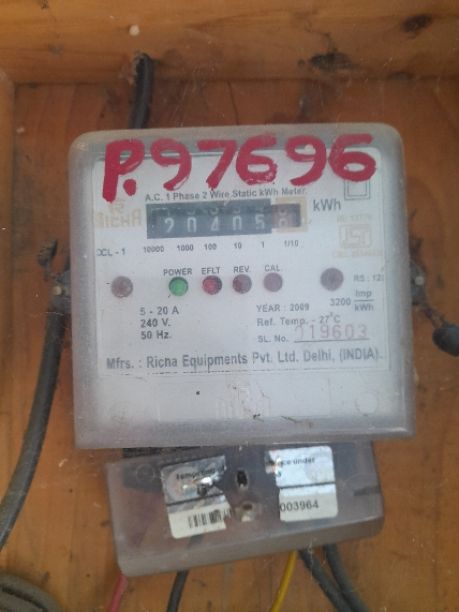 P.97696
A.C. 1 Phase 2 Wire Static kWh Meter.
RICHA
20405
kWh
CL - 1
10000 1000 100 10 1 1/10
POWER EFLT REV. CAL.
5 - 20 A
240 V.
50 Hz.
YEAR : 2009
Ref. Temp. - 27°C
SL. No. 119603
3200 Imp/kWh
Mfrs. : Richa Equipments Pvt. Ltd. Delhi, (INDIA).
003964